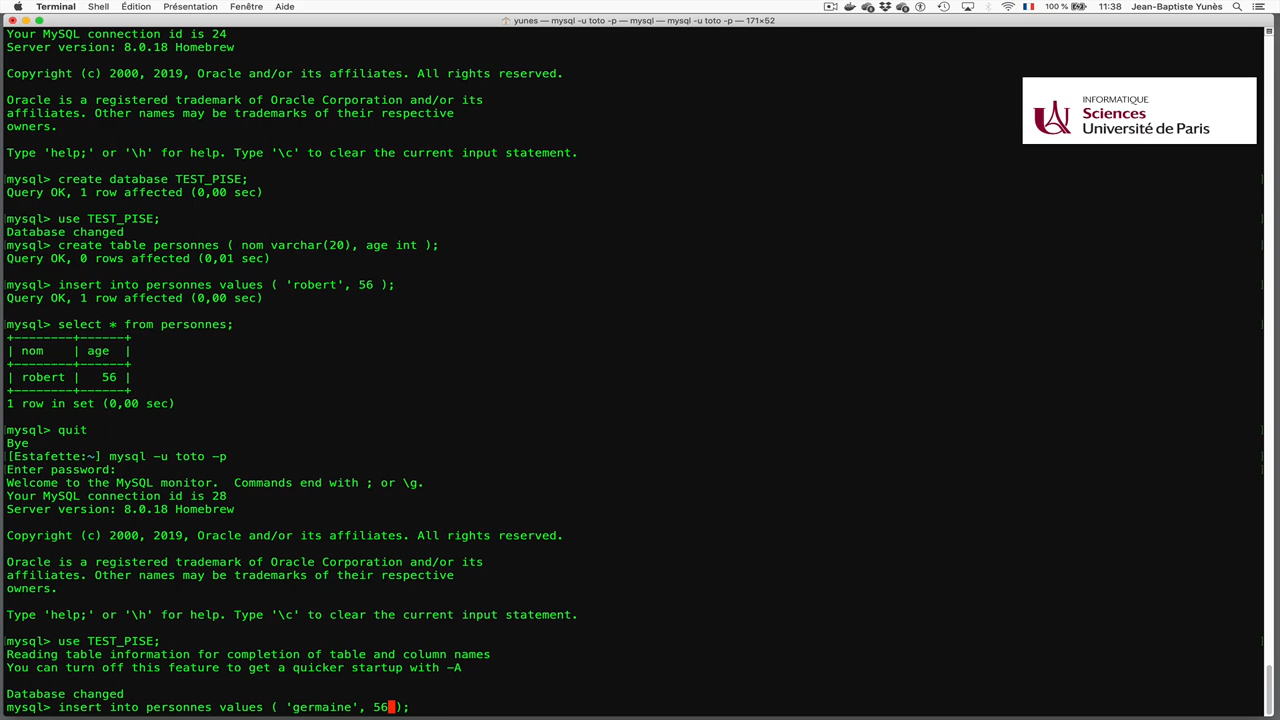 Terminal Shell Édition Présentation Fenêtre Aide 100 % 11:38 Jean-Baptiste Yunès
yunes — mysql -u toto -p — mysql — mysql -u toto -p — 171×52
Your MySQL connection id is 24
Server version: 8.0.18 Homebrew
Copyright (c) 2000, 2019, Oracle and/or its affiliates. All rights reserved.
Oracle is a registered trademark of Oracle Corporation and/or its
affiliates. Other names may be trademarks of their respective
owners.
Type 'help;' or '\h' for help. Type '\c' to clear the current input statement.
mysql> create database TEST_PISE;
Query OK, 1 row affected (0,00 sec)
mysql> use TEST_PISE;
Database changed
mysql> create table personnes ( nom varchar(20), age int );
Query OK, 0 rows affected (0,01 sec)
mysql> insert into personnes values ( 'robert', 56 );
Query OK, 1 row affected (0,00 sec)
mysql> select * from personnes;
+--------+------+
| nom    | age  |
+--------+------+
| robert |   56 |
+--------+------+
1 row in set (0,00 sec)
mysql> quit
Bye
[Estafette:~] mysql -u toto -p
Enter password:
Welcome to the MySQL monitor.  Commands end with ; or \g.
Your MySQL connection id is 28
Server version: 8.0.18 Homebrew
Copyright (c) 2000, 2019, Oracle and/or its affiliates. All rights reserved.
Oracle is a registered trademark of Oracle Corporation and/or its
affiliates. Other names may be trademarks of their respective
owners.
Type 'help;' or '\h' for help. Type '\c' to clear the current input statement.
mysql> use TEST_PISE;
Reading table information for completion of table and column names
You can turn off this feature to get a quicker startup with -A
Database changed
mysql> insert into personnes values ( 'germaine', 56 );
INFORMATIQUE
Sciences
Université de Paris